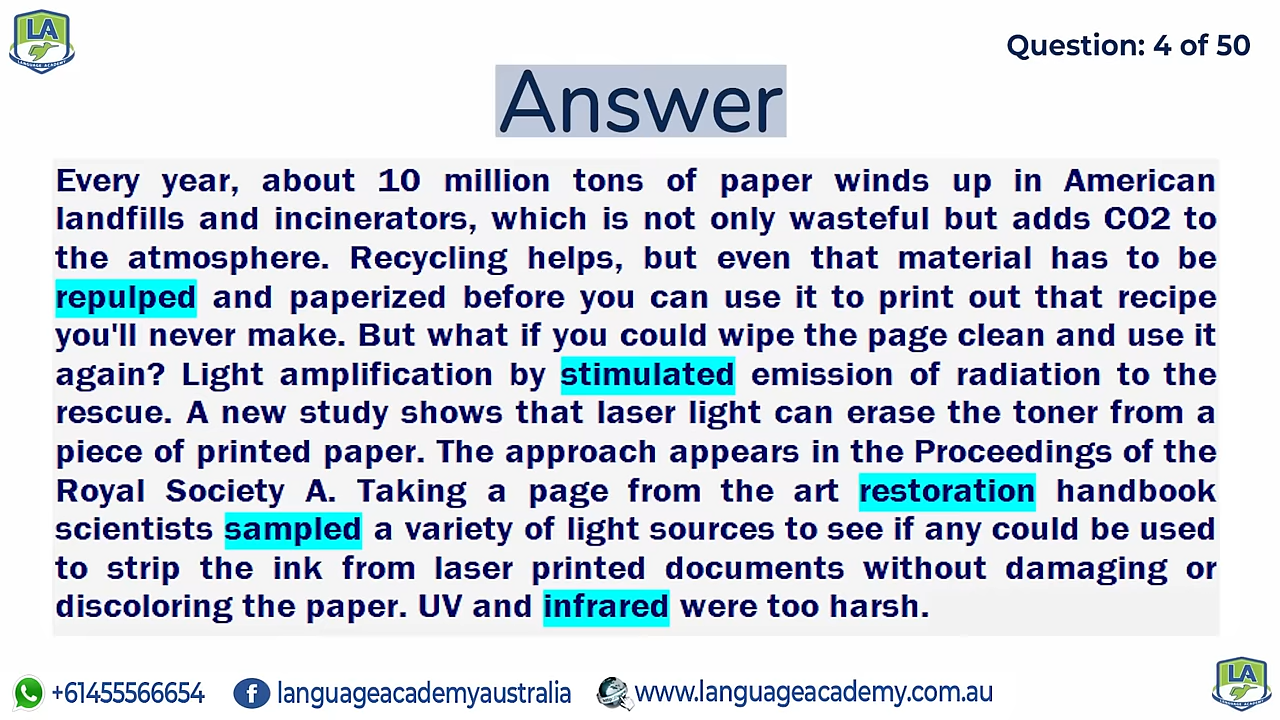 LA
LANGUAGE ACADEMY
Question: 4 of 50
Answer
Every year, about 10 million tons of paper winds up in American
landfills and incinerators, which is not only wasteful but adds CO2 to
the atmosphere. Recycling helps, but even that material has to be
repulped and paperized before you can use it to print out that recipe
you'll never make. But what if you could wipe the page clean and use it
again? Light amplification by stimulated emission of radiation to the
rescue. A new study shows that laser light can erase the toner from a
piece of printed paper. The approach appears in the Proceedings of the
Royal Society A. Taking a page from the art restoration handbook
scientists sampled a variety of light sources to see if any could be used
to strip the ink from laser printed documents without damaging or
discoloring the paper. UV and infrared were too harsh.
+61455566654 f languageacademyaustralia www.languageacademy.com.au
LA